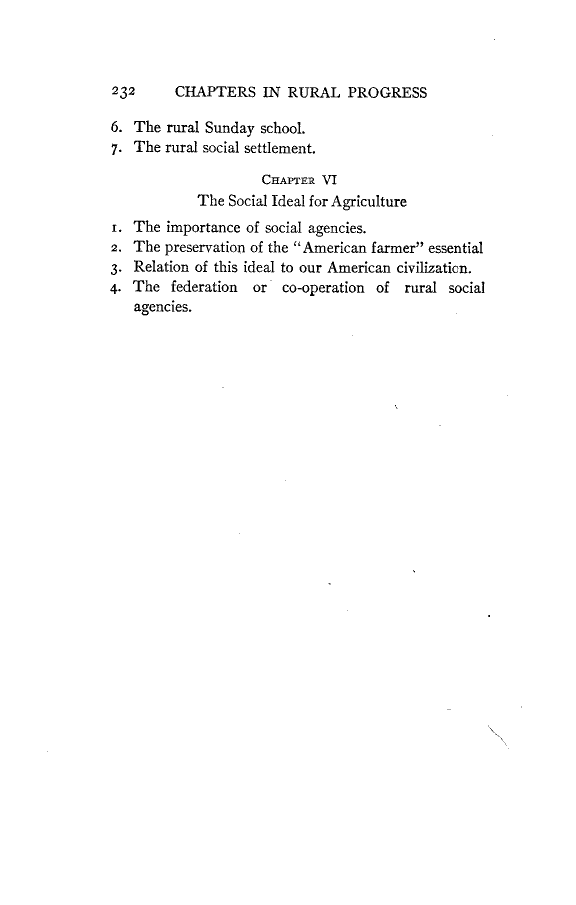 232 CHAPTERS IN RURAL PROGRESS
6. The rural Sunday school.
7. The rural social settlement.
CHAPTER VI
The Social Ideal for Agriculture
1. The importance of social agencies.
2. The preservation of the "American farmer" essential
3. Relation of this ideal to our American civilization.
4. The federation or co-operation of rural social
agencies.